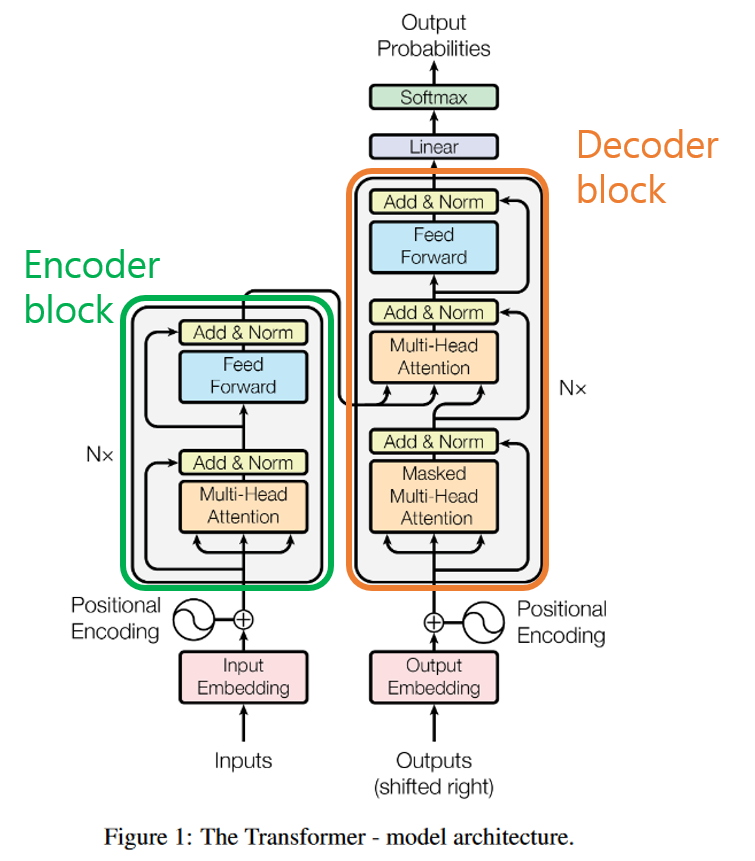 Output
Probabilities
Softmax
Linear
Decoder
block
Add & Norm
Feed
Forward
Add & Norm
Multi-Head
Attention
Nx
Add & Norm
Masked
Multi-Head
Attention
Encoder
block
Add & Norm
Feed
Forward
Nx
Add & Norm
Multi-Head
Attention
Positional
Encoding
Positional
Encoding
Input
Embedding
Output
Embedding
Inputs
Outputs
(shifted right)
Figure 1: The Transformer - model architecture.